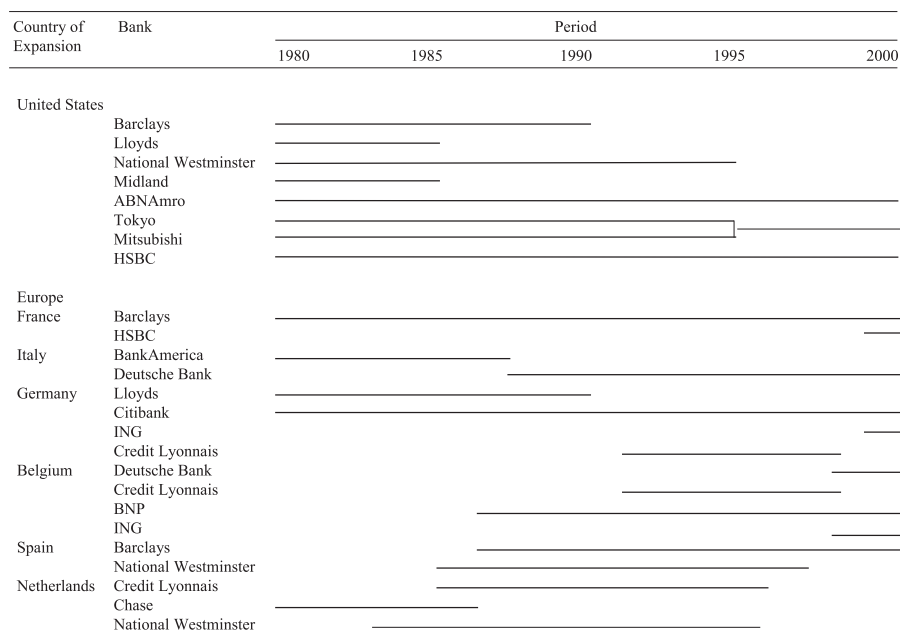 Country of Expansion Bank Period
1980 1985 1990 1995 2000
United States
Barclays
Lloyds
National Westminster
Midland
ABNAmro
Tokyo
Mitsubishi
HSBC
Europe
France Barclays
HSBC
Italy BankAmerica
Deutsche Bank
Germany Lloyds
Citibank
ING
Credit Lyonnais
Belgium Deutsche Bank
Credit Lyonnais
BNP
ING
Spain Barclays
National Westminster
Netherlands Credit Lyonnais
Chase
National Westminster